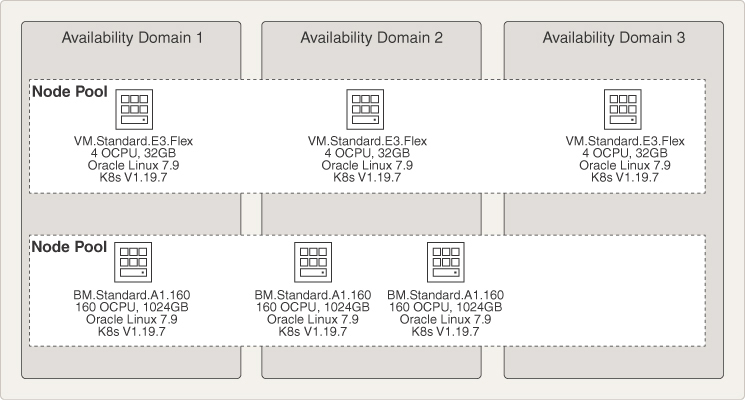 Availability Domain 1
Availability Domain 2
Availability Domain 3
Node Pool
VM.Standard.E3.Flex
4 OCPU, 32GB
Oracle Linux 7.9
K8s V1.19.7
VM.Standard.E3.Flex
4 OCPU, 32GB
Oracle Linux 7.9
K8s V1.19.7
VM.Standard.E3.Flex
4 OCPU, 32GB
Oracle Linux 7.9
K8s V1.19.7
Node Pool
BM.Standard.A1.160
160 OCPU, 1024GB
Oracle Linux 7.9
K8s V1.19.7
BM.Standard.A1.160
160 OCPU, 1024GB
Oracle Linux 7.9
K8s V1.19.7
BM.Standard.A1.160
160 OCPU, 1024GB
Oracle Linux 7.9
K8s V1.19.7